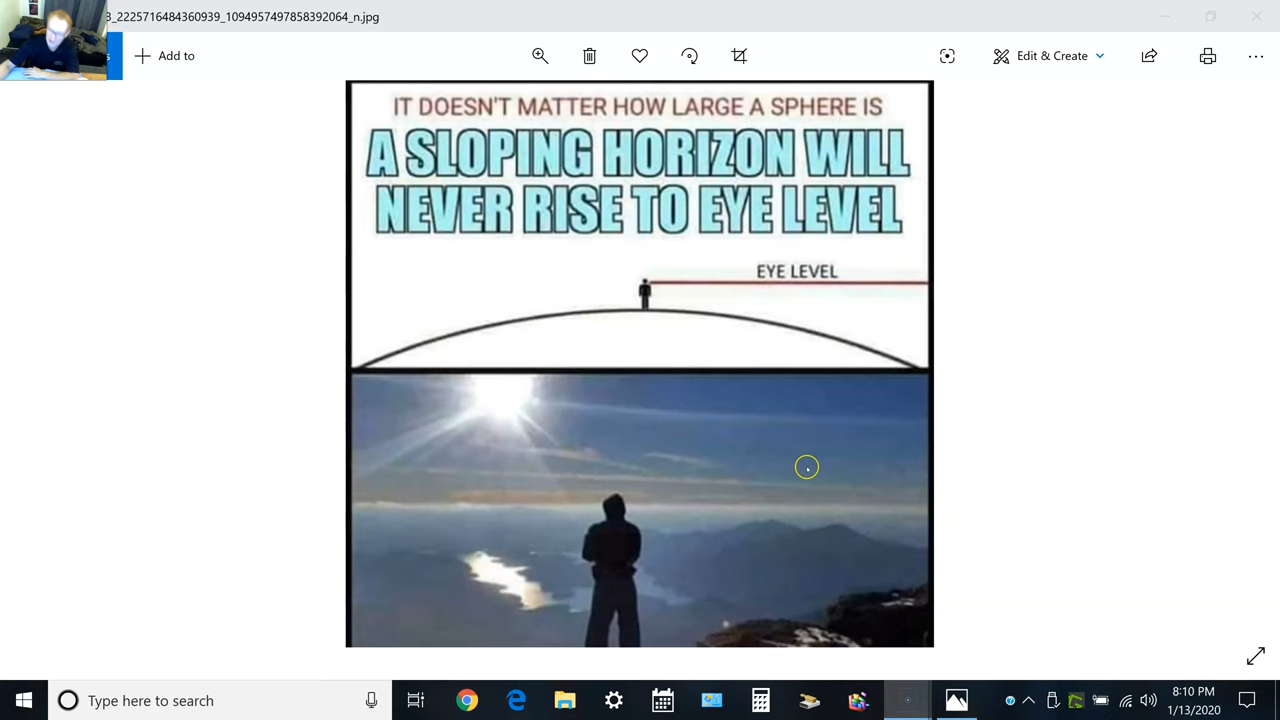 3_2225716484360939_1094957497858392064_n.jpg
Add to
Edit & Create
IT DOESN'T MATTER HOW LARGE A SPHERE IS
A SLOPING HORIZON WILL
NEVER RISE TO EYE LEVEL
EYE LEVEL
Type here to search
8:10 PM
1/13/2020